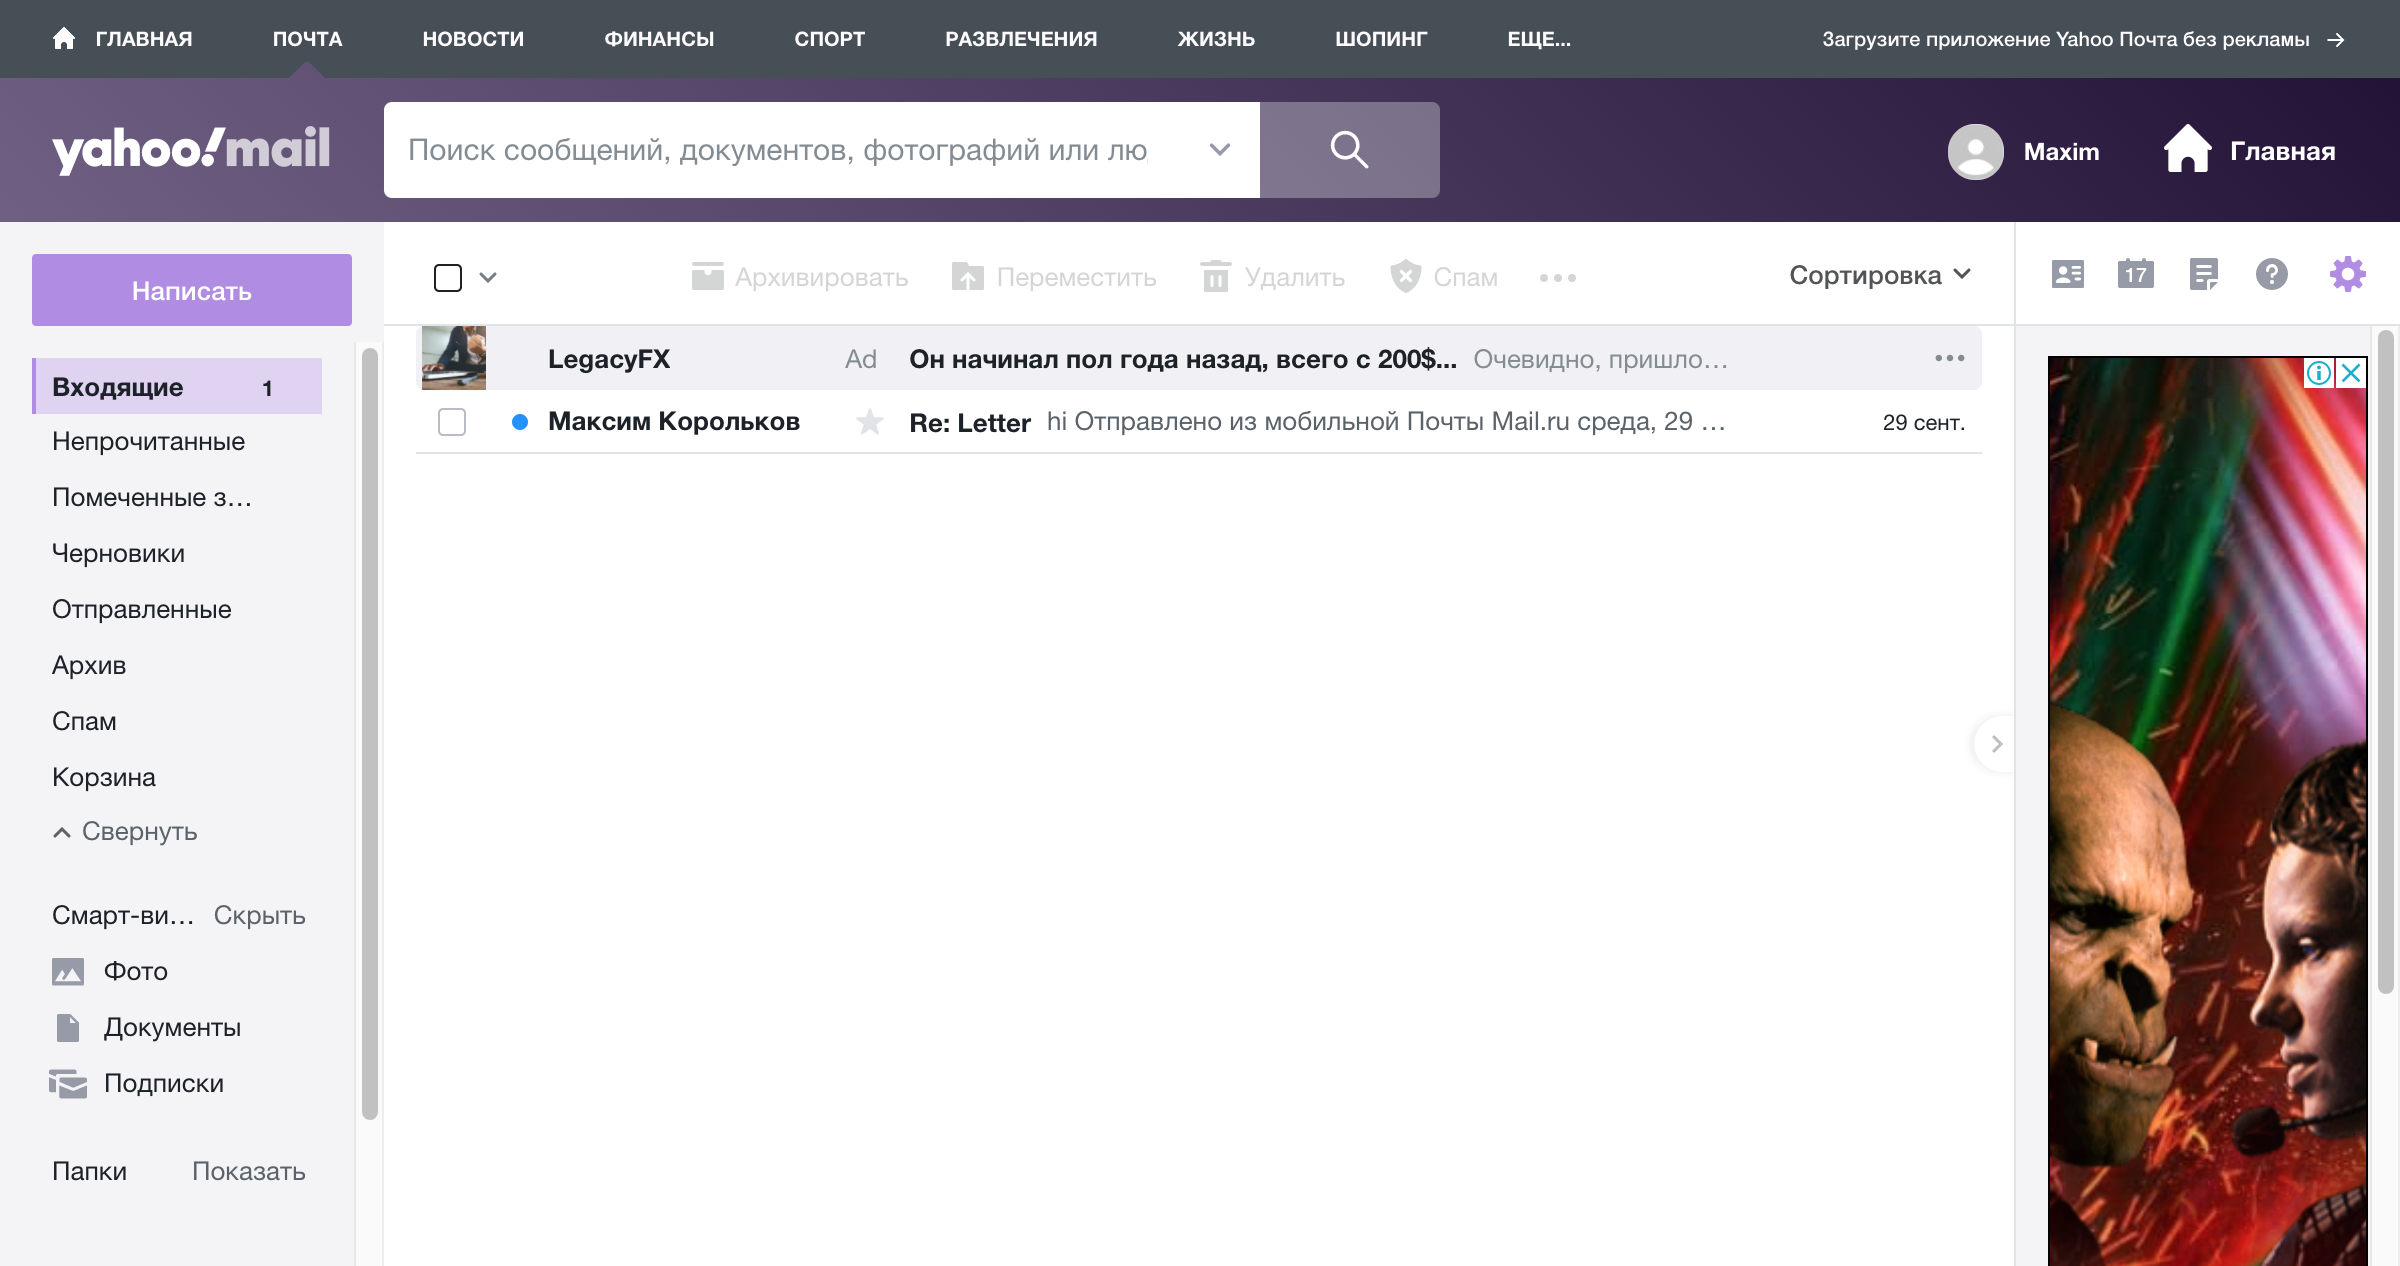 ГЛАВНАЯ ПОЧТА НОВОСТИ ФИНАНСЫ СПОРТ РАЗВЛЕЧЕНИЯ ЖИЗНЬ ШОПИНГ ЕЩЕ... Загрузите приложение Yahoo Почта без рекламы →
yahoo!mail Поиск сообщений, документов, фотографий или лю Maxim Главная
Написать
Архивировать Переместить Удалить Спам Сортировка 17
Входящие 1
Непрочитанные
Помеченные з...
Черновики
Отправленные
Архив
Спам
Корзина
Свернуть
Смарт-ви... Скрыть
Фото
Документы
Подписки
Папки Показать
LegacyFX Ad Он начинал пол года назад, всего с 200$... Очевидно, пришло...
Максим Корольков Re: Letter hi Отправлено из мобильной Почты Mail.ru среда, 29 ... 29 сент.